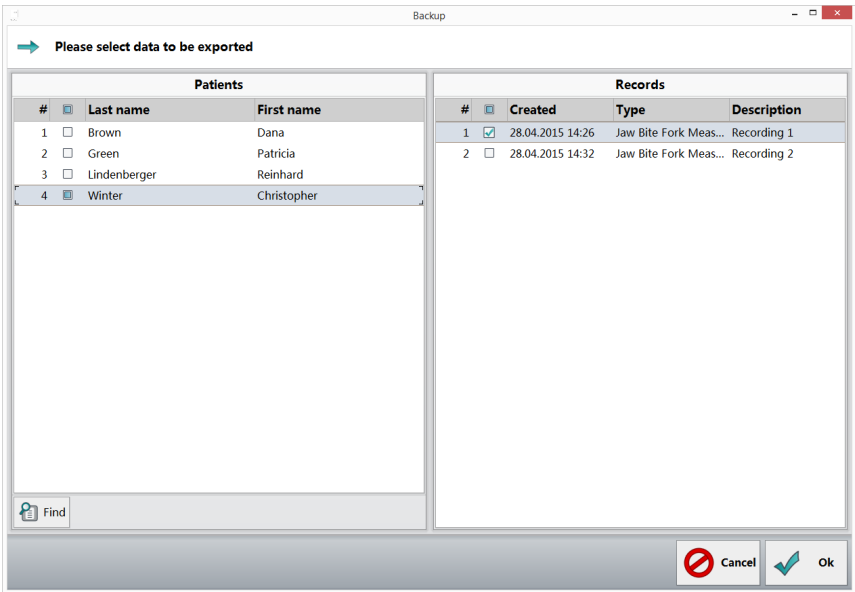 Backup
Please select data to be exported
Patients
# Last name First name
1 Brown Dana
2 Green Patricia
3 Lindenberger Reinhard
4 Winter Christopher
Find
Records
# Created Type Description
1 28.04.2015 14:26 Jaw Bite Fork Meas... Recording 1
2 28.04.2015 14:32 Jaw Bite Fork Meas... Recording 2
Cancel Ok